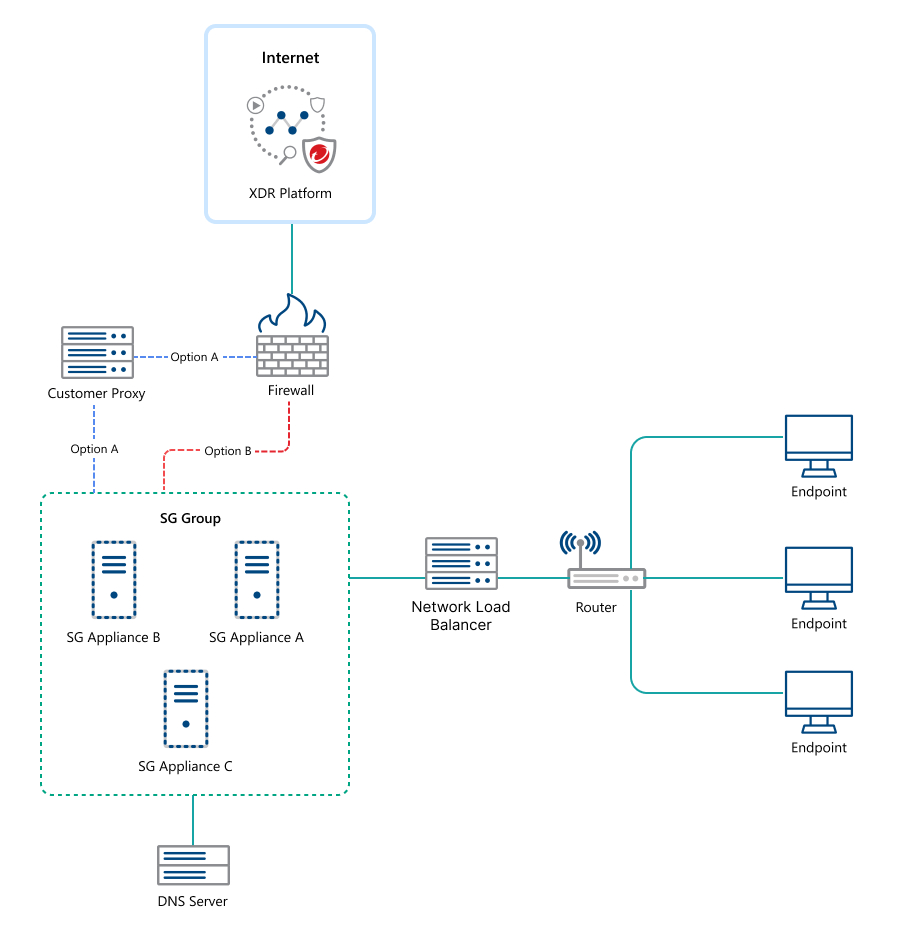 Internet
XDR Platform
Option A
Customer Proxy
Firewall
Option A
Option B
Endpoint
SG Group
SG Appliance B
SG Appliance A
Network Load
Balancer
Router
Endpoint
SG Appliance C
Endpoint
DNS Server